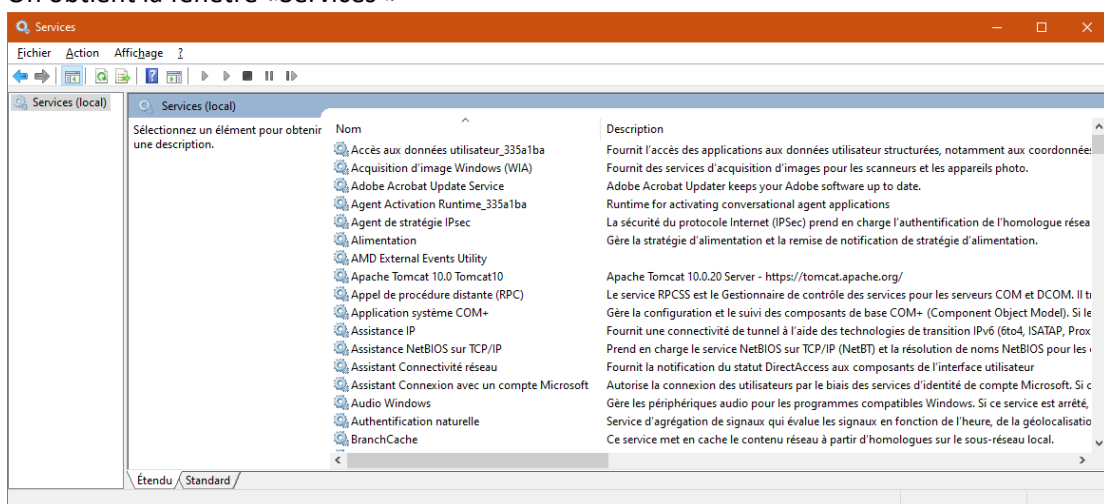 On obtient la fenêtre «Services »
Services
Fichier Action Affichage ?
Services (local)
Services (local)
Sélectionnez un élément pour obtenir une description.
Nom Description
Accès aux données utilisateur_335a1ba Fournit l'accès des applications aux données utilisateur structurées, notamment aux coordonnées
Acquisition d'image Windows (WIA) Fournit des services d'acquisition d'images pour les scanneurs et les appareils photo.
Adobe Acrobat Update Service Adobe Acrobat Updater keeps your Adobe software up to date.
Agent Activation Runtime_335a1ba Runtime for activating conversational agent applications
Agent de stratégie IPsec La sécurité du protocole Internet (IPSec) prend en charge l'authentification de l'homologue résea
Alimentation Gère la stratégie d'alimentation et la remise de notification de stratégie d'alimentation.
AMD External Events Utility
Apache Tomcat 10.0 Tomcat10 Apache Tomcat 10.0.20 Server - https://tomcat.apache.org/
Appel de procédure distante (RPC) Le service RPCSS est le Gestionnaire de contrôle des services pour les serveurs COM et DCOM. Il
Application système COM+ Gère la configuration et le suivi des composants de base COM+ (Component Object Model). Si le
Assistance IP Fournit une connectivité de tunnel à l'aide des technologies de transition IPv6 (6to4, ISATAP, Prox
Assistance NetBIOS sur TCP/IP Prend en charge le service NetBIOS sur TCP/IP (NetBT) et la résolution de noms NetBIOS pour les
Assistant Connectivité réseau Fournit la notification du statut DirectAccess aux composants de l'interface utilisateur
Assistant Connexion avec un compte Microsoft Autorise la connexion des utilisateurs par le biais des services d'identité de compte Microsoft. Si c
Audio Windows Gère les périphériques audio pour les programmes compatibles Windows. Si ce service est arrêté,
Authentification naturelle Service d'agrégation de signaux qui évalue les signaux en fonction de l'heure, de la géolocalisatio
BranchCache Ce service met en cache le contenu réseau à partir d'homologues sur le sous-réseau local.
Étendu Standard